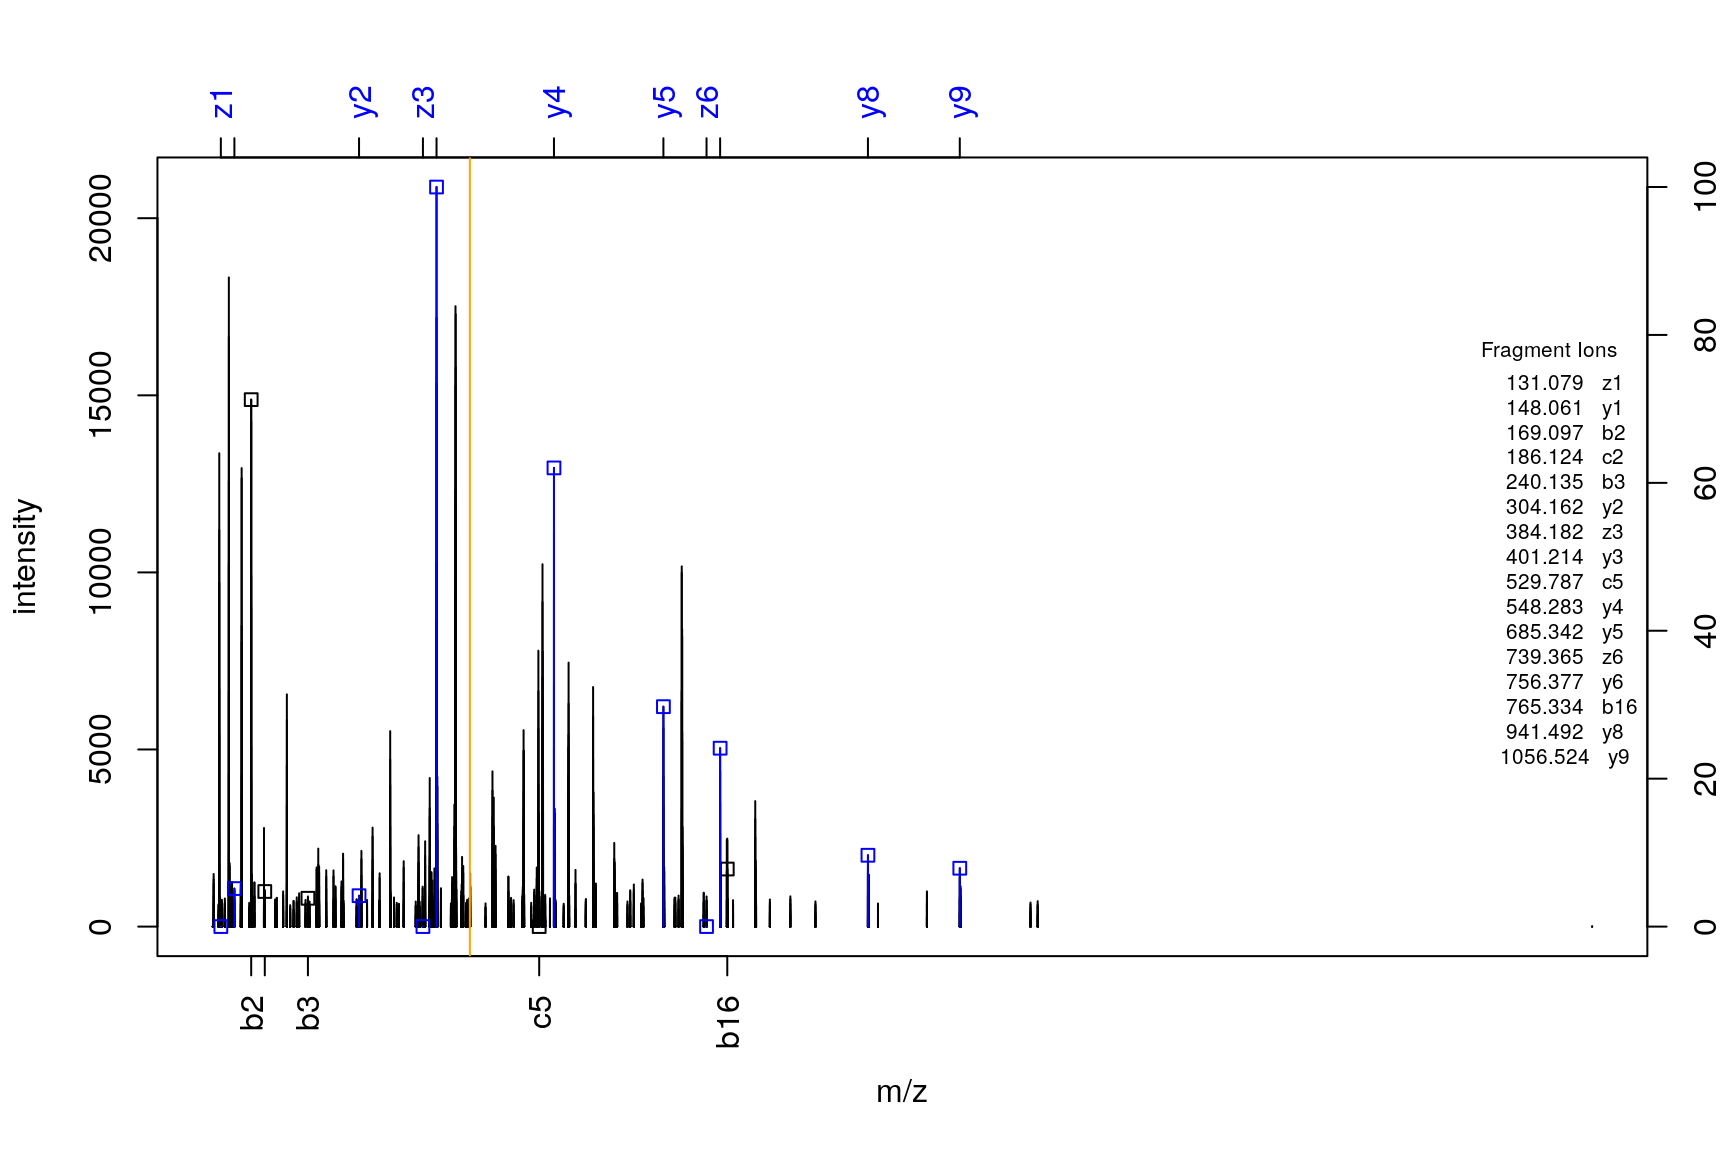 z1 y2 z3 y4 y5 z6 y8 y9
20000
15000
10000
5000
0
intensity
100
80
60
40
20
0
Fragment Ions
131.079 z1
148.061 y1
169.097 b2
186.124 c2
240.135 b3
304.162 y2
384.182 z3
401.214 y3
529.787 c5
548.283 y4
685.342 y5
739.365 z6
756.377 y6
765.334 b16
941.492 y8
1056.524 y9
b2 b3 c5 b16
m/z